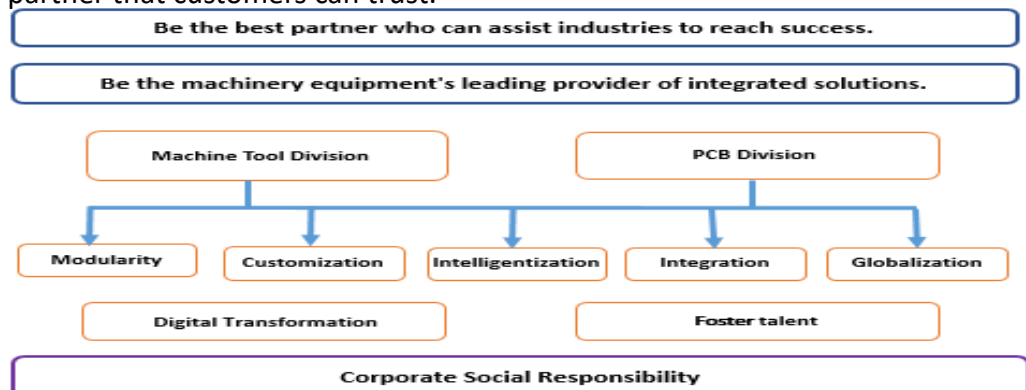 partner that customers can trust.
Be the best partner who can assist industries to reach success.
Be the machinery equipment's leading provider of integrated solutions.
Machine Tool Division
PCB Division
Modularity
Customization
Intelligentization
Integration
Globalization
Digital Transformation
Foster talent
Corporate Social Responsibility